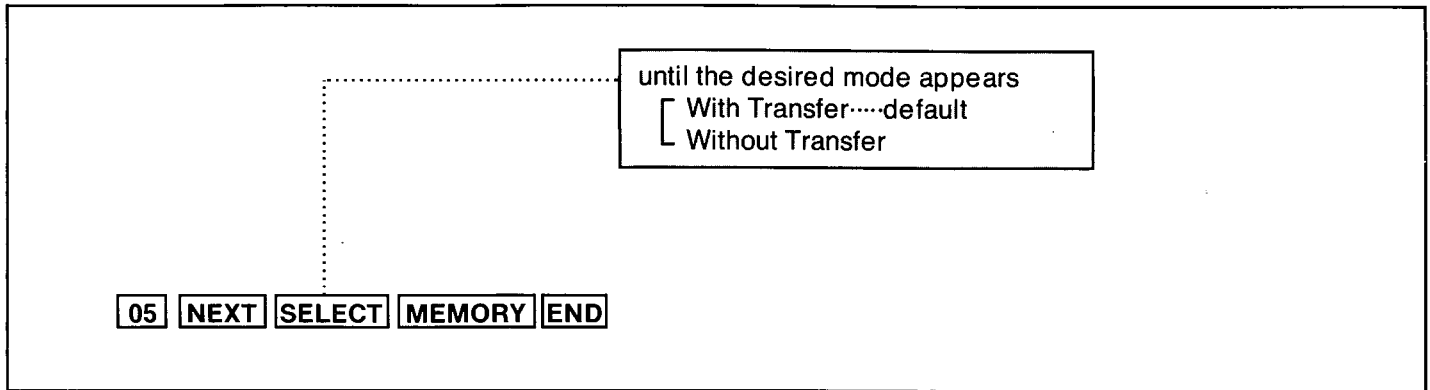 until the desired mode appears
With Transfer·····default
Without Transfer
05 NEXT SELECT MEMORY END